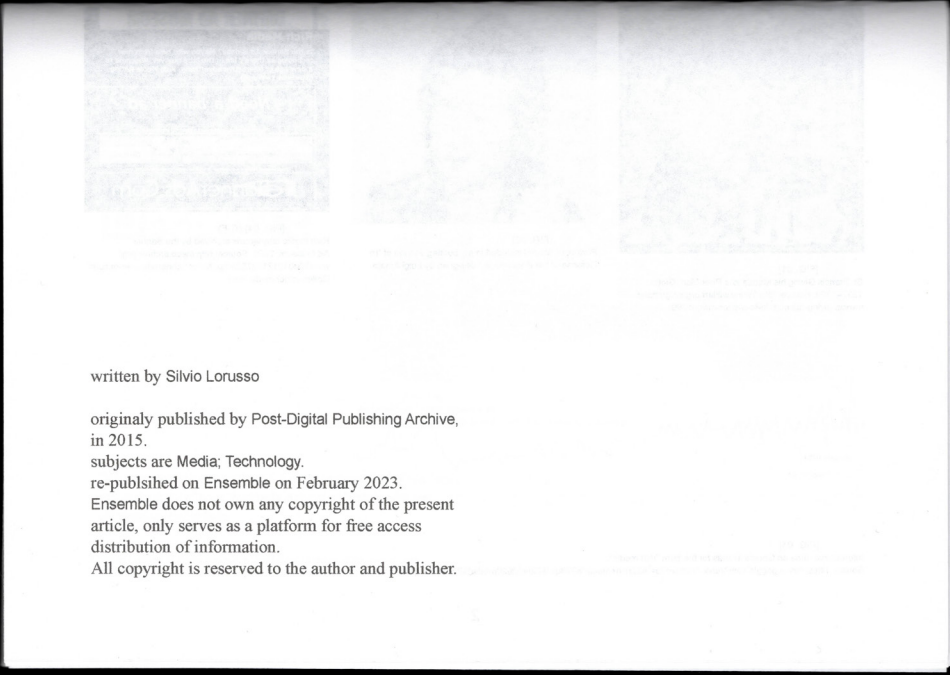 written by Silvio Lorusso
originaly published by Post-Digital Publishing Archive,
in 2015.
subjects are Media; Technology.
re-publsihed on Ensemble on February 2023.
Ensemble does not own any copyright of the present
article, only serves as a platform for free access
distribution of information.
All copyright is reserved to the author and publisher.